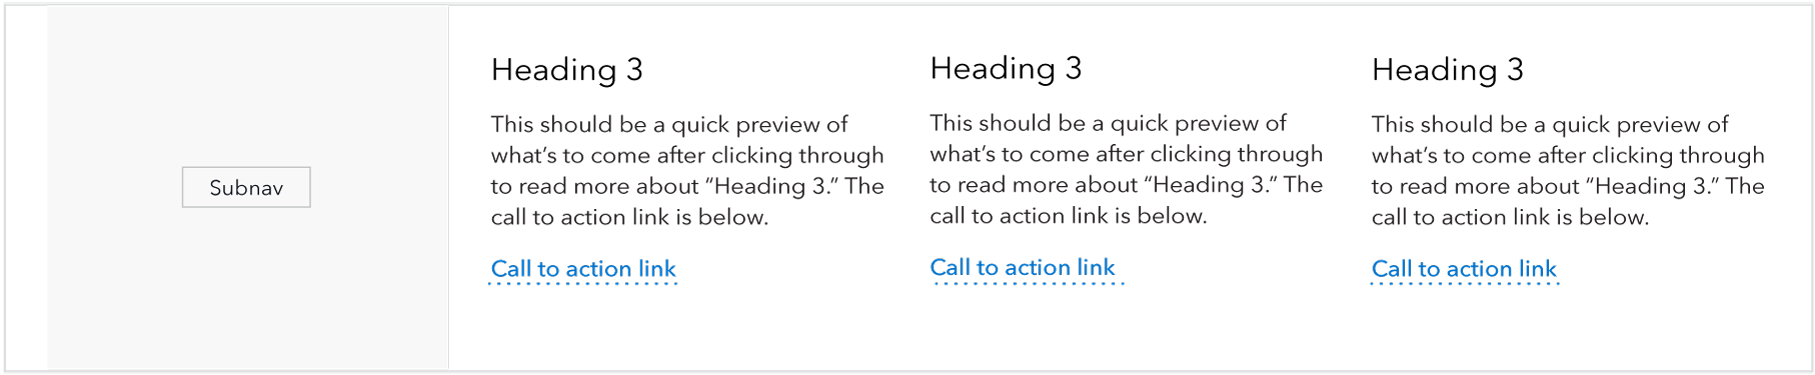 Subnav
Heading 3
This should be a quick preview of
what’s to come after clicking through
to read more about “Heading 3.” The
call to action link is below.
Call to action link
Heading 3
This should be a quick preview of
what’s to come after clicking through
to read more about “Heading 3.” The
call to action link is below.
Call to action link
Heading 3
This should be a quick preview of
what’s to come after clicking through
to read more about “Heading 3.” The
call to action link is below.
Call to action link